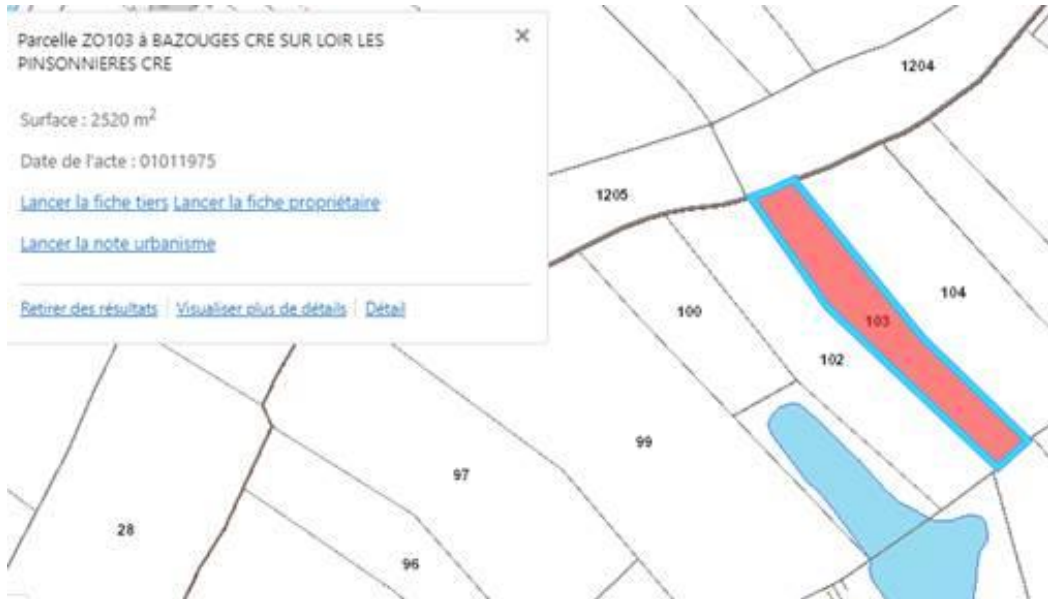 Parcelle ZO103 à BAZOUGES CRE SUR LOIR LES
PINSONNIERES CRE
Surface : 2520 m²
Date de l'acte : 01011975
Lancer la fiche tiers Lancer la fiche propriétaire
Lancer la note urbanisme
Retirer des résultats Visualiser plus de détails Détail
1204
1205
104
100
103
102
99
97
28
96